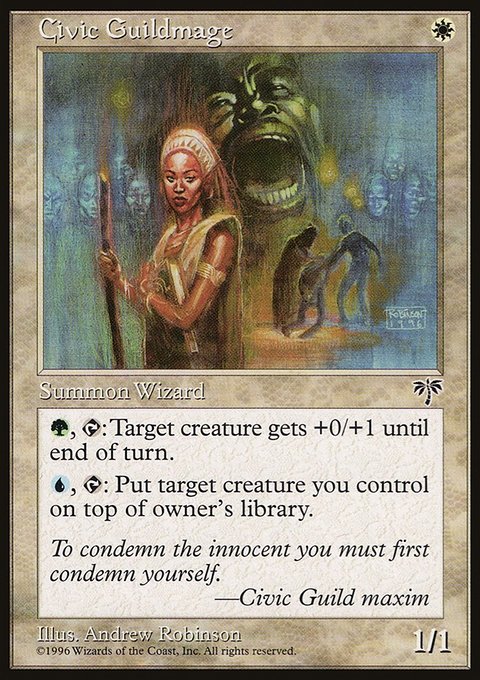 Civic Guildmage
ROBINSON
1996
Summon Wizard
, : Target creature gets +0/+1 until
end of turn.
, : Put target creature you control
on top of owner's library.
To condemn the innocent you must first
condemn yourself.
—Civic Guild maxim
Illus. Andrew Robinson
1/1
©1996 Wizards of the Coast, Inc. All rights reserved.